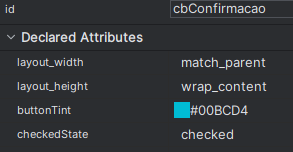 id cbConfirmacao
Declared Attributes
layout_width match_parent
layout_height wrap_content
buttonTint #00BCD4
checkedState checked